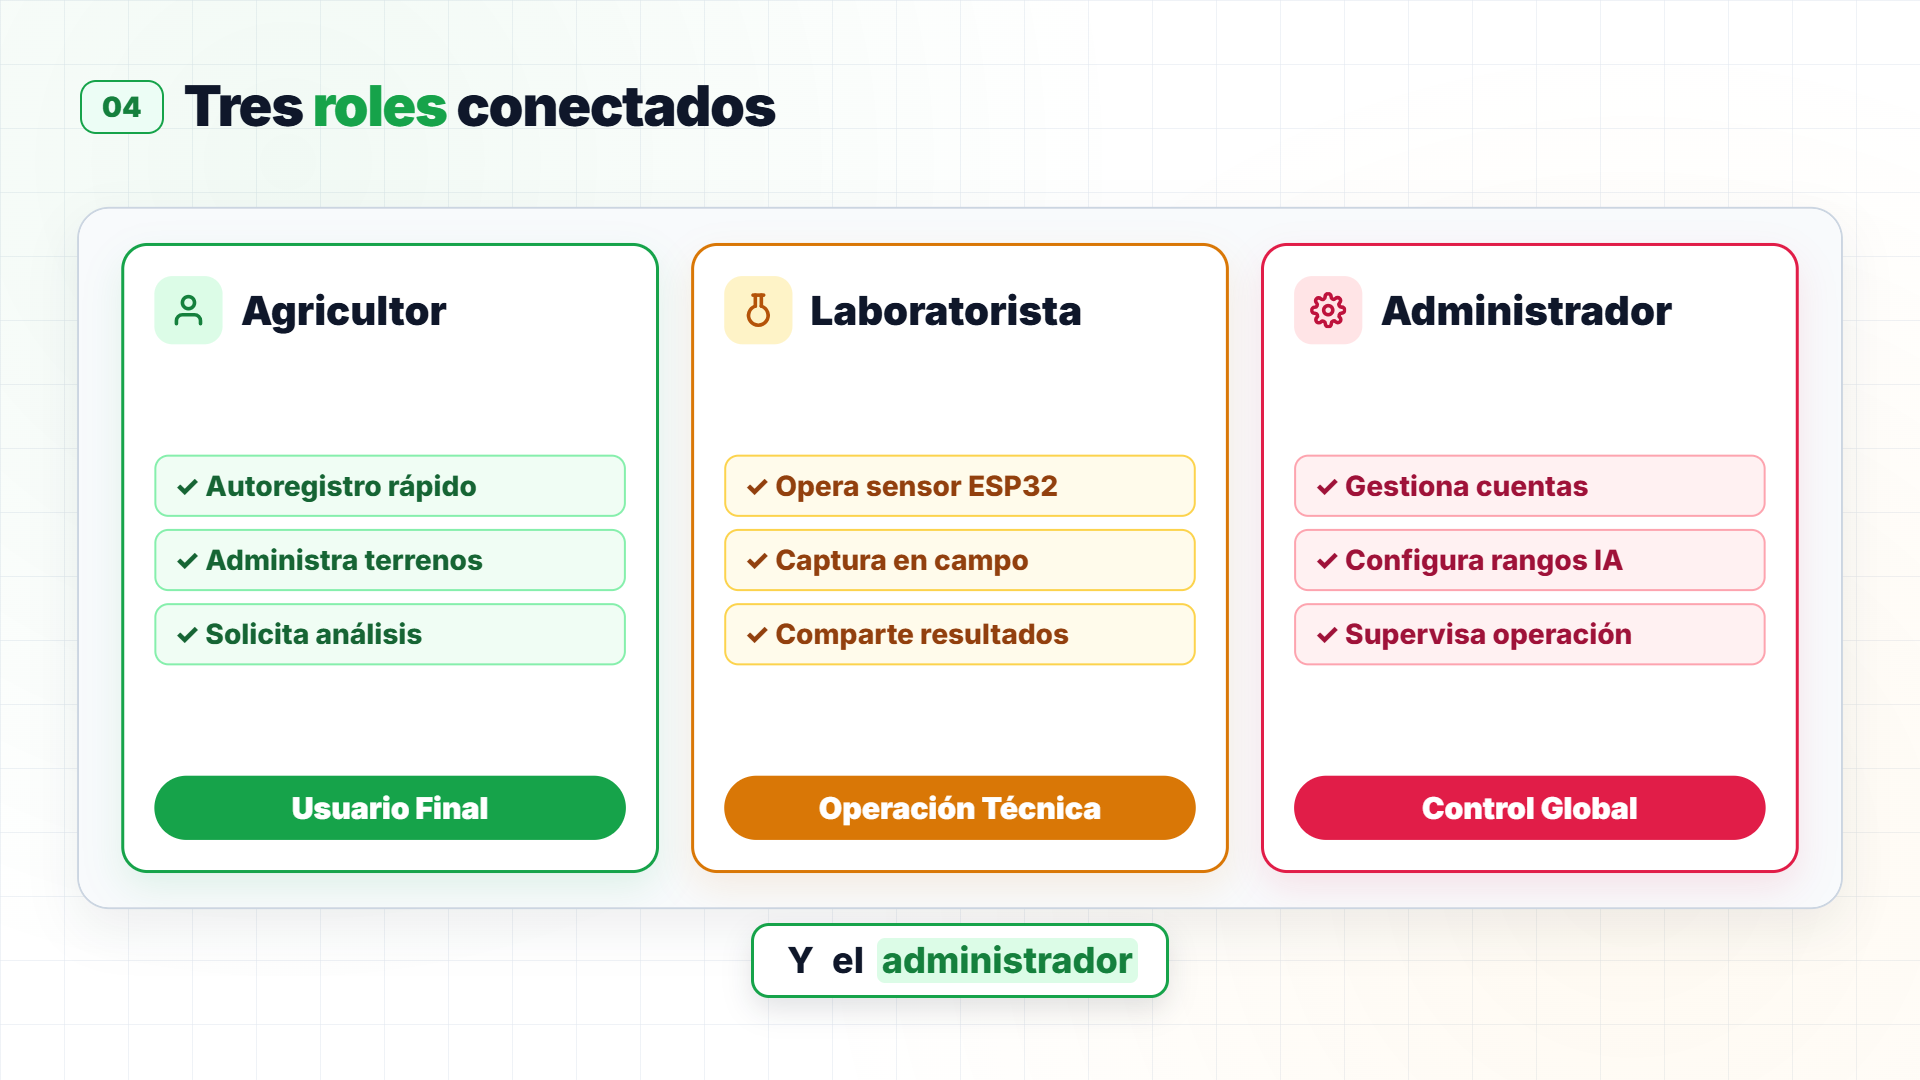 04
Tres roles conectados
Agricultor
✓ Autoregistro rápido
✓ Administra terrenos
✓ Solicita análisis
Usuario Final
Laboratorista
✓ Opera sensor ESP32
✓ Captura en campo
✓ Comparte resultados
Operación Técnica
Administrador
✓ Gestiona cuentas
✓ Configura rangos IA
✓ Supervisa operación
Control Global
Y el administrador